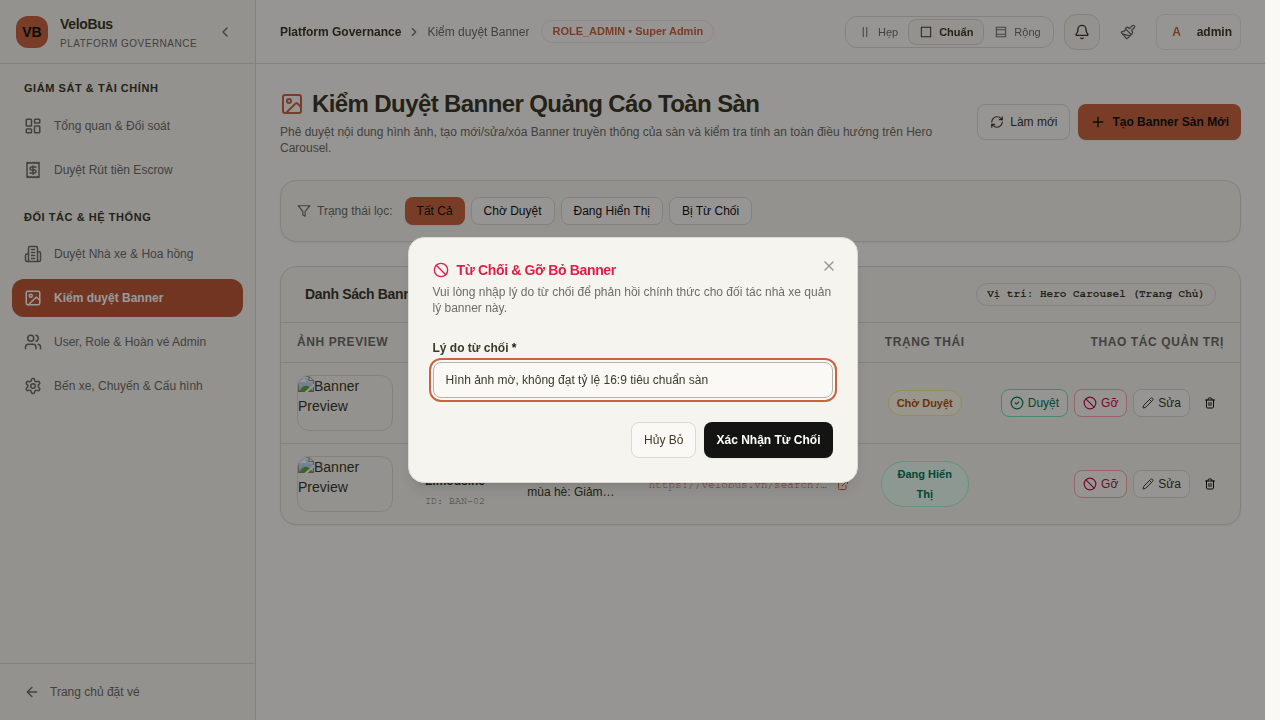 VB
VeloBus
PLATFORM GOVERNANCE
Platform Governance
Kiểm duyệt Banner
ROLE_ADMIN • Super Admin
Hẹp
Chuẩn
Rộng
A
admin
GIÁM SÁT & TÀI CHÍNH
Tổng quan & Đối soát
Duyệt Rút tiền Escrow
ĐỐI TÁC & HỆ THỐNG
Duyệt Nhà xe & Hoa hồng
Kiểm duyệt Banner
User, Role & Hoàn vé Admin
Bến xe, Chuyến & Cấu hình
Trang chủ đặt vé
Kiểm Duyệt Banner Quảng Cáo Toàn Sàn
Phê duyệt nội dung hình ảnh, tạo mới/sửa/xóa Banner truyền thông của sàn và kiểm tra tính an toàn điều hướng trên Hero
Carousel.
Làm mới
Tạo Banner Sàn Mới
Trạng thái lọc:
Tất Cả
Chờ Duyệt
Đang Hiển Thị
Bị Từ Chối
Danh Sách
Vị trí: Hero Carousel (Trang Chủ)
ẢNH PREVIEW
TRẠNG THÁI
THAO TÁC QUẢN TRỊ
Banner
Preview
Chờ Duyệt
Duyệt
Gỡ
Sửa
Banner
Preview
Limousine
ID: BAN-02
mùa hè: Giảm…
https://velobus.vn/search?…
Đang Hiển
Thị
Gỡ
Sửa
Từ Chối & Gỡ Bỏ Banner
Vui lòng nhập lý do từ chối để phản hồi chính thức cho đối tác nhà xe quản
lý banner này.
Lý do từ chối *
Hình ảnh mờ, không đạt tỷ lệ 16:9 tiêu chuẩn sàn
Hủy Bỏ
Xác Nhận Từ Chối